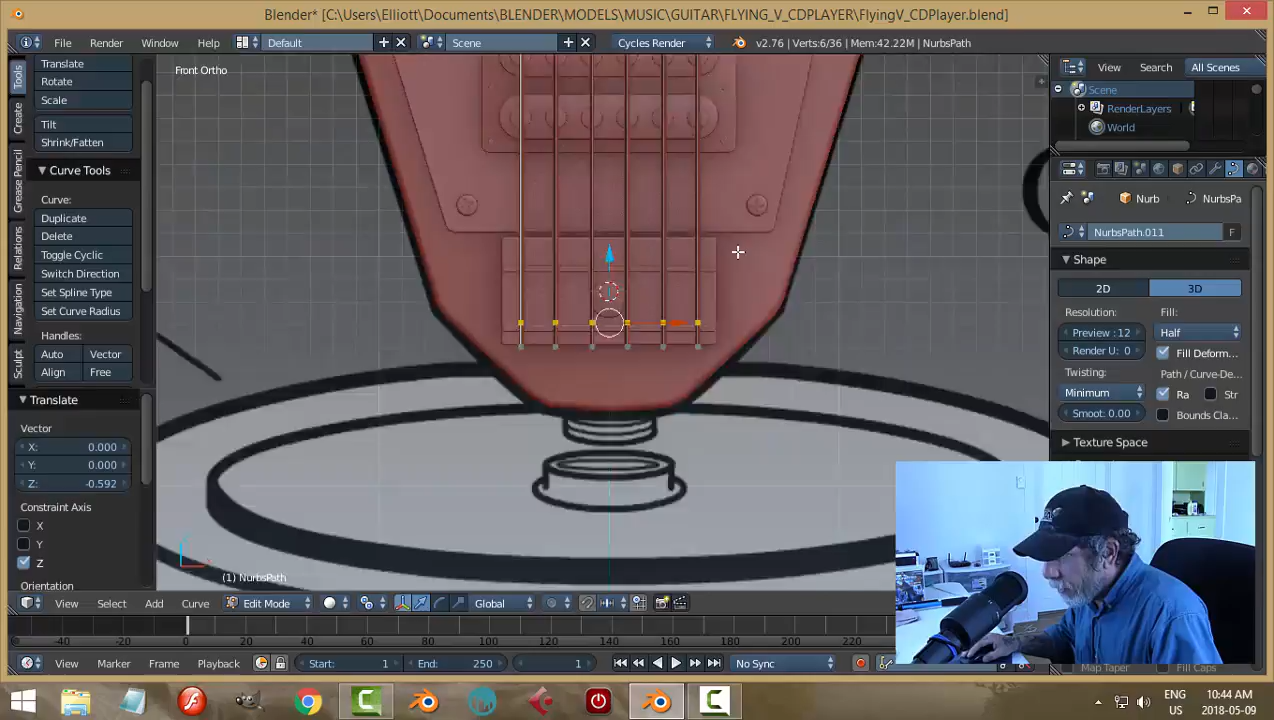 Blender* [C:\Users\Elliott\Documents\BLENDER\MODELS\MUSIC\GUITAR\FLYING_V_CDPLAYER\FlyingV_CDPlayer.blend]
File Render Window Help Default Scene Cycles Render v2.76 | Verts:6/36 | Mem:42.22M | NurbsPath
Tools
Create
Grease Pencil
Relations
Navigation
Sculpt
Translate
Rotate
Scale
Tilt
Shrink/Fatten
Curve Tools
Curve:
Duplicate
Delete
Toggle Cyclic
Switch Direction
Set Spline Type
Set Curve Radius
Handles:
Auto Vector
Align Free
Translate
Vector
X: 0.000
Y: 0.000
Z: -0.592
Constraint Axis
X
Y
Z
Orientation
Front Ortho
(1) NurbsPath
View Select Add Curve Edit Mode Global
View Search All Scenes
Scene
RenderLayers
World
Nurb NurbsPa
NurbsPath.011 F
Shape
2D 3D
Resolution: Fill:
Preview : 12 Half
Render U: 0 Fill Deform...
Twisting: Path / Curve-De...
Minimum Ra Str
Smoot: 0.00 Bounds Cla...
Texture Space
Map Taper Fill Caps
-40 -20 0 20 40 60 80 100 120 140 160 180 200 220
View Marker Frame Playback Start: 1 End: 250 1 No Sync
ENG
10:44 AM
2018-05-09